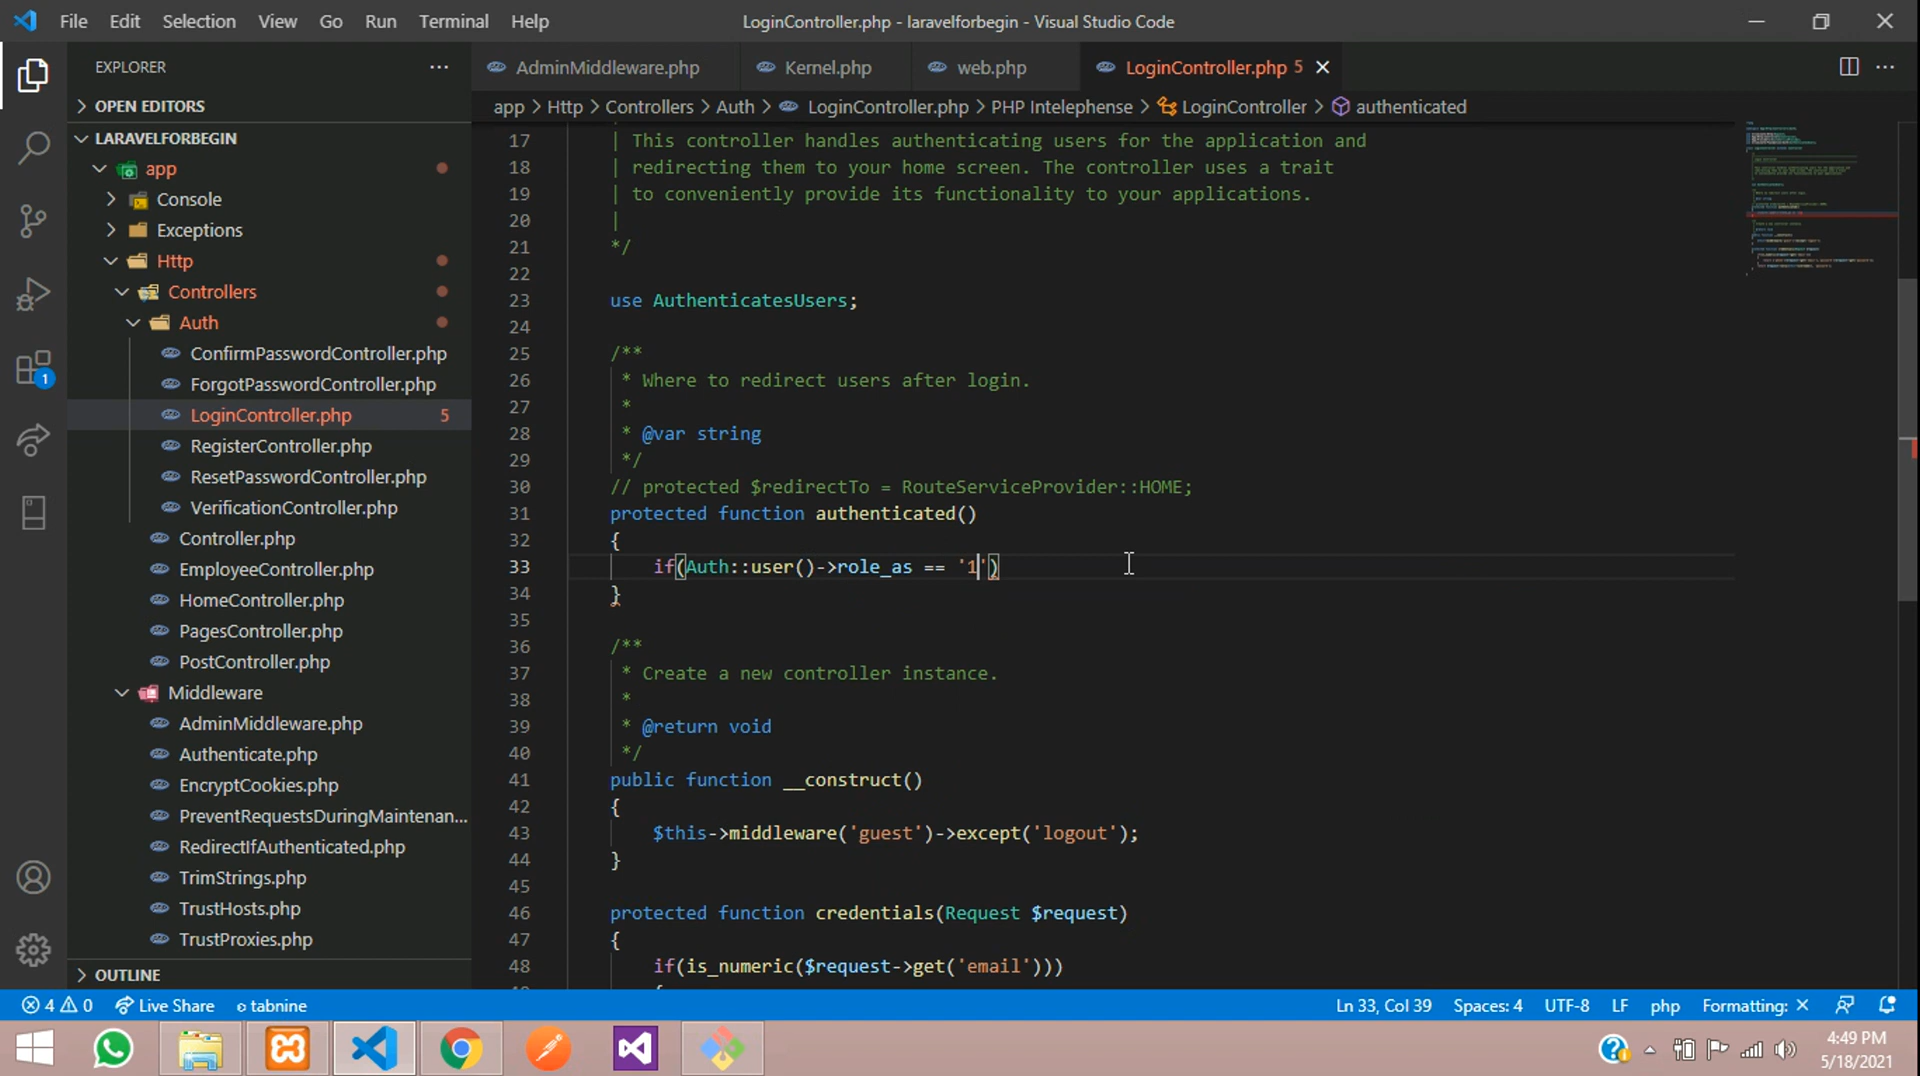 File Edit Selection View Go Run Terminal Help
LoginController.php - laravelforbegin - Visual Studio Code
EXPLORER
OPEN EDITORS
LARAVELFORBEGIN
app
Console
Exceptions
Http
Controllers
Auth
ConfirmPasswordController.php
ForgotPasswordController.php
LoginController.php 5
RegisterController.php
ResetPasswordController.php
VerificationController.php
Controller.php
EmployeeController.php
HomeController.php
PagesController.php
PostController.php
Middleware
AdminMiddleware.php
Authenticate.php
EncryptCookies.php
PreventRequestsDuringMaintenan...
RedirectIfAuthenticated.php
TrimStrings.php
TrustHosts.php
TrustProxies.php
OUTLINE
1
AdminMiddleware.php Kernel.php web.php LoginController.php 5
app > Http > Controllers > Auth > LoginController.php > PHP Intelephense > LoginController > authenticated
17 | This controller handles authenticating users for the application and
18 | redirecting them to your home screen. The controller uses a trait
19 | to conveniently provide its functionality to your applications.
20 |
21 */
22
23 use AuthenticatesUsers;
24
25 /**
26 * Where to redirect users after login.
27 *
28 * @var string
29 */
30 // protected $redirectTo = RouteServiceProvider::HOME;
31 protected function authenticated()
32 {
33 if(Auth::user()->role_as == '1')
34 }
35
36 /**
37 * Create a new controller instance.
38 *
39 * @return void
40 */
41 public function __construct()
42 {
43 $this->middleware('guest')->except('logout');
44 }
45
46 protected function credentials(Request $request)
47 {
48 if(is_numeric($request->get('email')))
{
4 0 Live Share tabnine
Ln 33, Col 39 Spaces: 4 UTF-8 LF php Formatting: ×
4:49 PM
5/18/2021